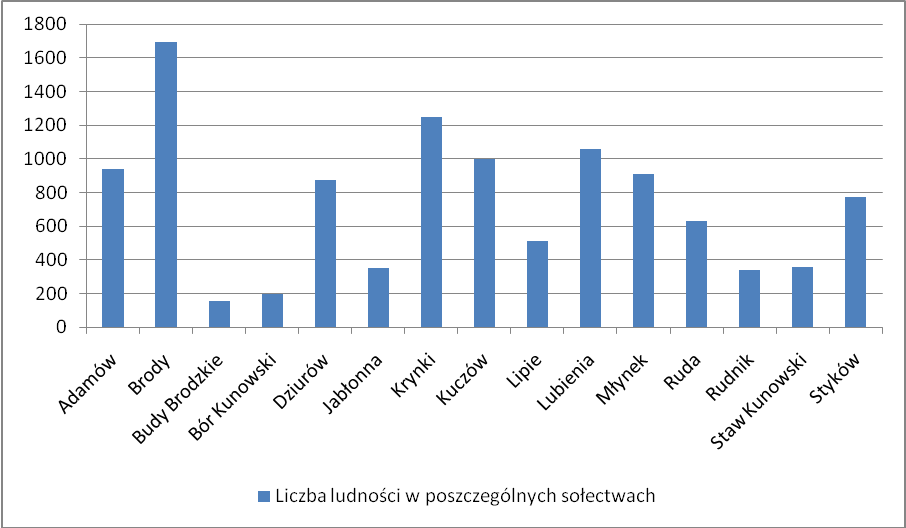 1800
1600
1400
1200
1000
800
600
400
200
0
Adamów
Brody
Budy Brodzkie
Bór Kunowski
Dziurów
Jabłonna
Krynki
Kuczów
Lipie
Lubienia
Młynek
Ruda
Rudnik
Staw Kunowski
Styków
Liczba ludności w poszczególnych sołectwach